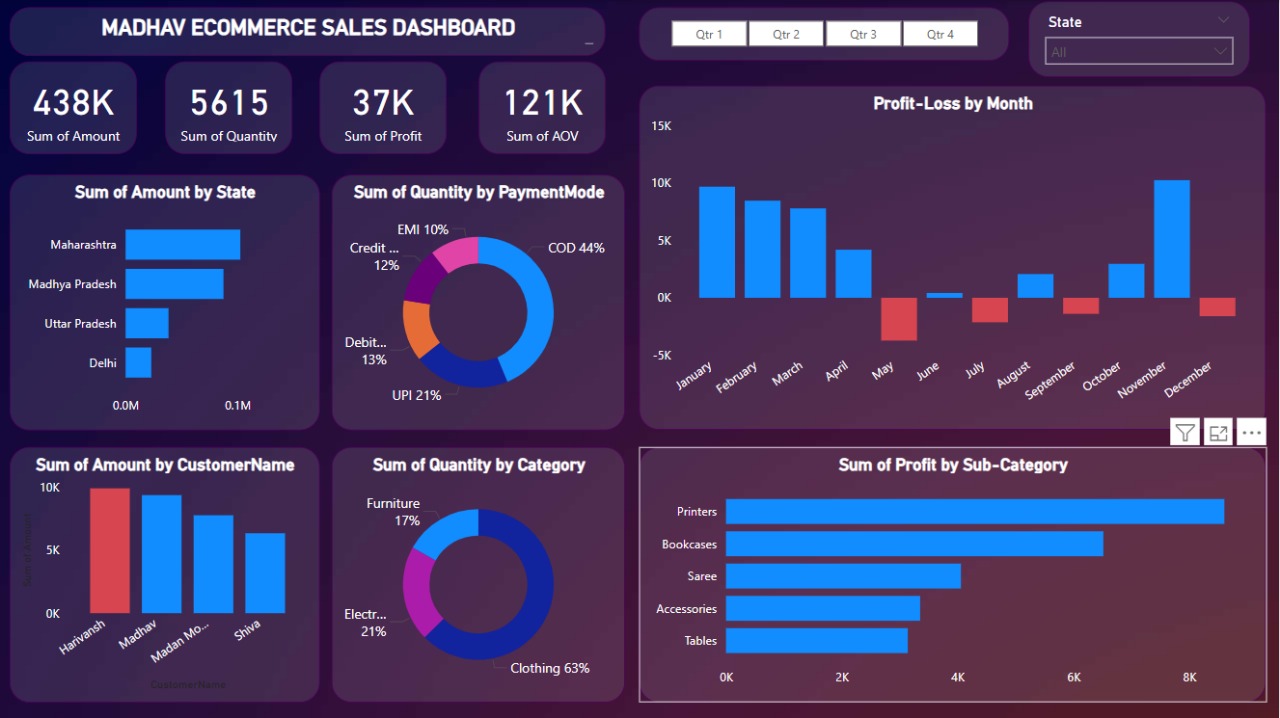 MADHAV ECOMMERCE SALES DASHBOARD
Qtr 1
Qtr 2
Qtr 3
Qtr 4
State
All
438K
Sum of Amount
5615
Sum of Quantity
37K
Sum of Profit
121K
Sum of AOV
Sum of Amount by State
Maharashtra
Madhya Pradesh
Uttar Pradesh
Delhi
0.0M
0.1M
Sum of Quantity by PaymentMode
EMI 10%
Credit ...
12%
COD 44%
Debit...
13%
UPI 21%
Profit-Loss by Month
15K
10K
5K
0K
-5K
January
February
March
April
May
June
July
August
September
October
November
December
Sum of Amount by CustomerName
Sum of Amount
10K
5K
0K
Harivansh
Madhav
Madan Mo...
Shiva
CustomerName
Sum of Quantity by Category
Furniture
17%
Electr...
21%
Clothing 63%
Sum of Profit by Sub-Category
Printers
Bookcases
Saree
Accessories
Tables
0K
2K
4K
6K
8K